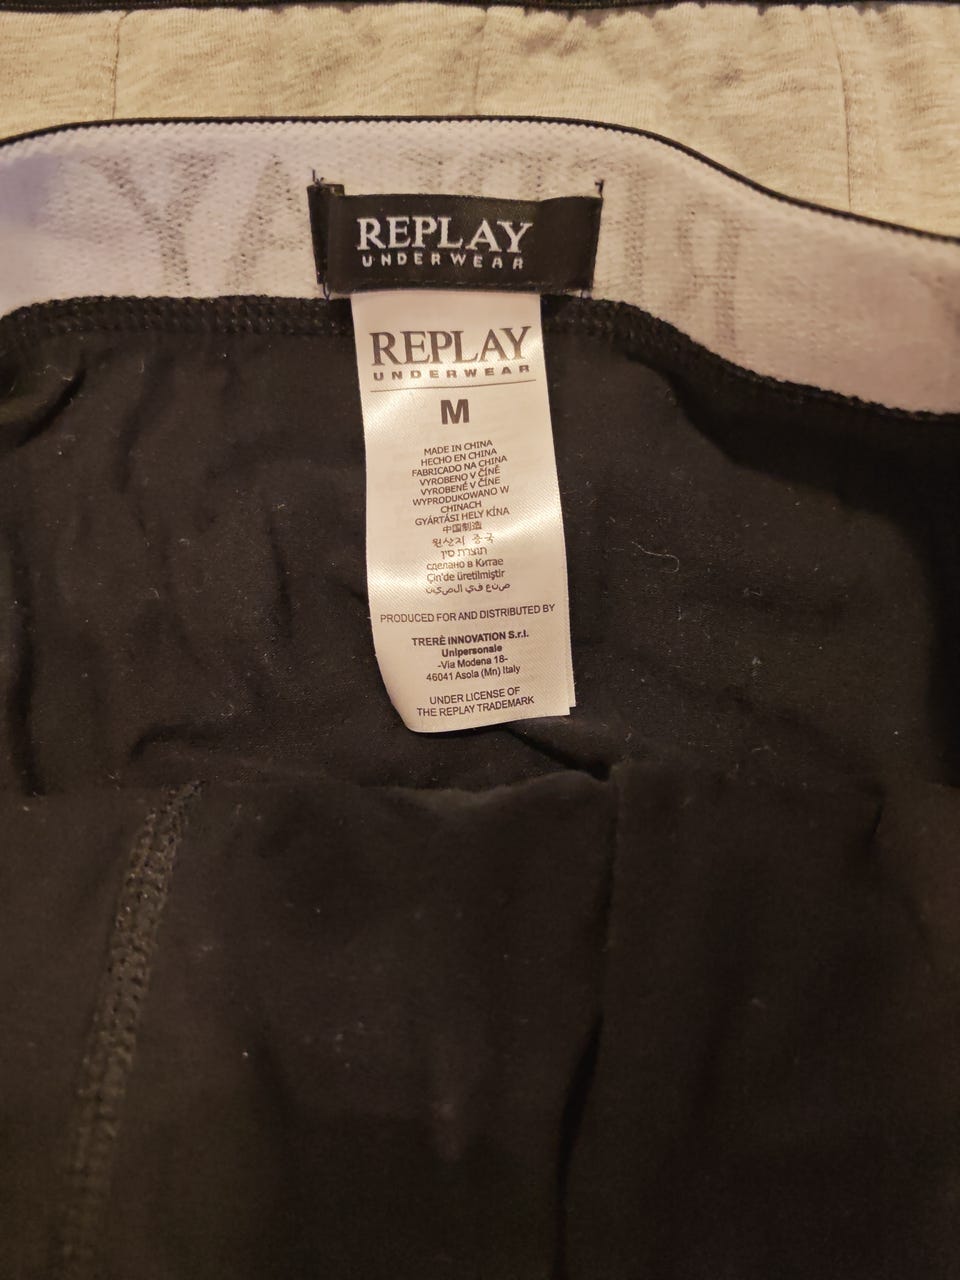 REPLAY
REPLAY
UNDERWEAR
REPLAY
UNDERWEAR
M
MADE IN CHINA
HECHO EN CHINA
FABRICADO NA CHINA
VYROBENO V ČÍNĚ
VYROBENÉ V ČÍNE
WYPRODUKOWANO W
CHINACH
GYÁRTÁSI HELY KÍNA
中国制造
원산지 중국
תוצרת סין
сделано в Китае
Çin'de üretilmiştir
صنع في الصين
PRODUCED FOR AND DISTRIBUTED BY
TRERÈ INNOVATION S.r.l.
Unipersonale
-Via Modena 18-
46041 Asola (Mn) Italy
UNDER LICENSE OF
THE REPLAY TRADEMARK